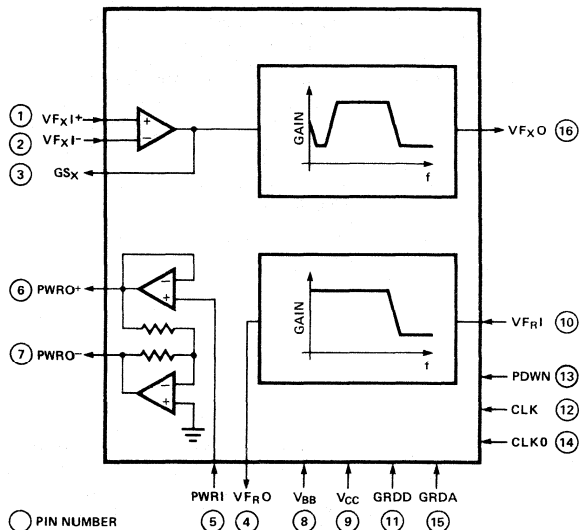 1 VFXI+
2 VFXI-
3 GSX
GAIN
f
VFXO 16
6 PWRO+
7 PWRO-
GAIN
f
VFRI 10
PDWN 13
CLK 12
CLK0 14
PWRI VFRO VBB VCC GRDD GRDA
5 4 8 9 11 15
PIN NUMBER